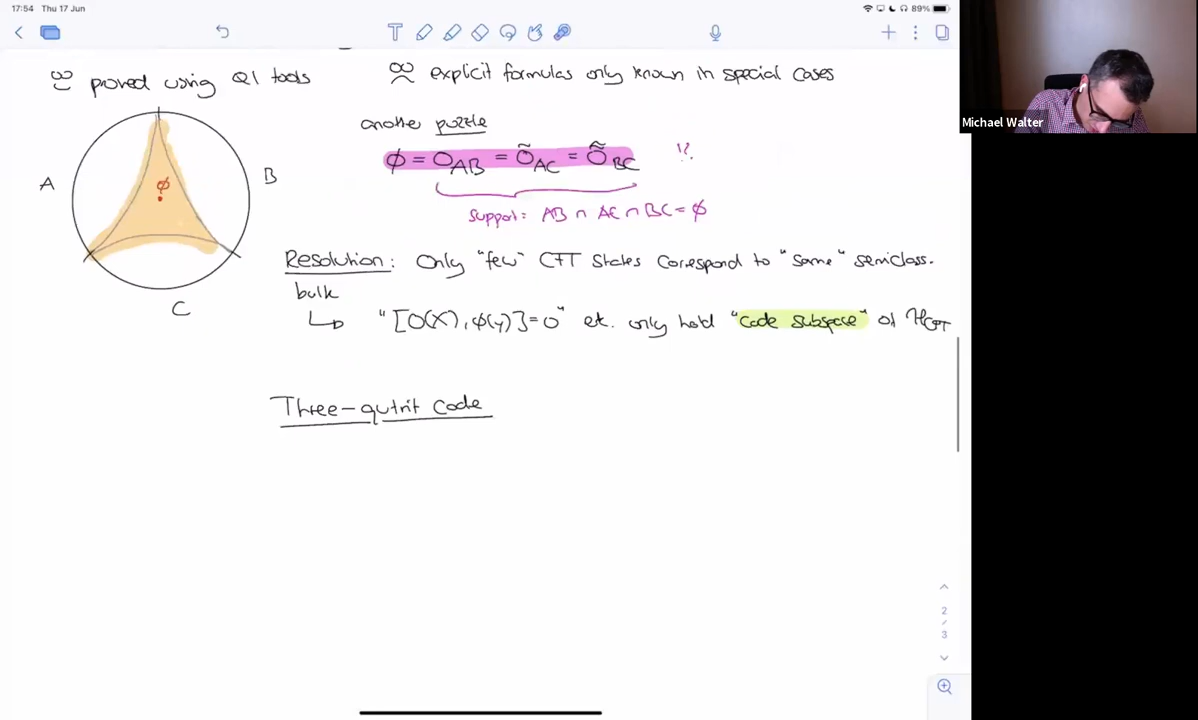 17:54 Thu 17 Jun
89%
proved using QI tools
explicit formulas only known in special cases
another puzzle
ϕ = O_AB = Õ_AC = Õ̃_BC !?
support: AB ∩ AC ∩ BC = ∅
A
B
C
ϕ
Resolution: Only "few" CFT states correspond to "same" semiclass.
bulk
↳ "[O(X), ϕ(y)]=0" et. only hold "code subspace" of H_CFT
Three-qutrit code
Michael Walter
2
/
3